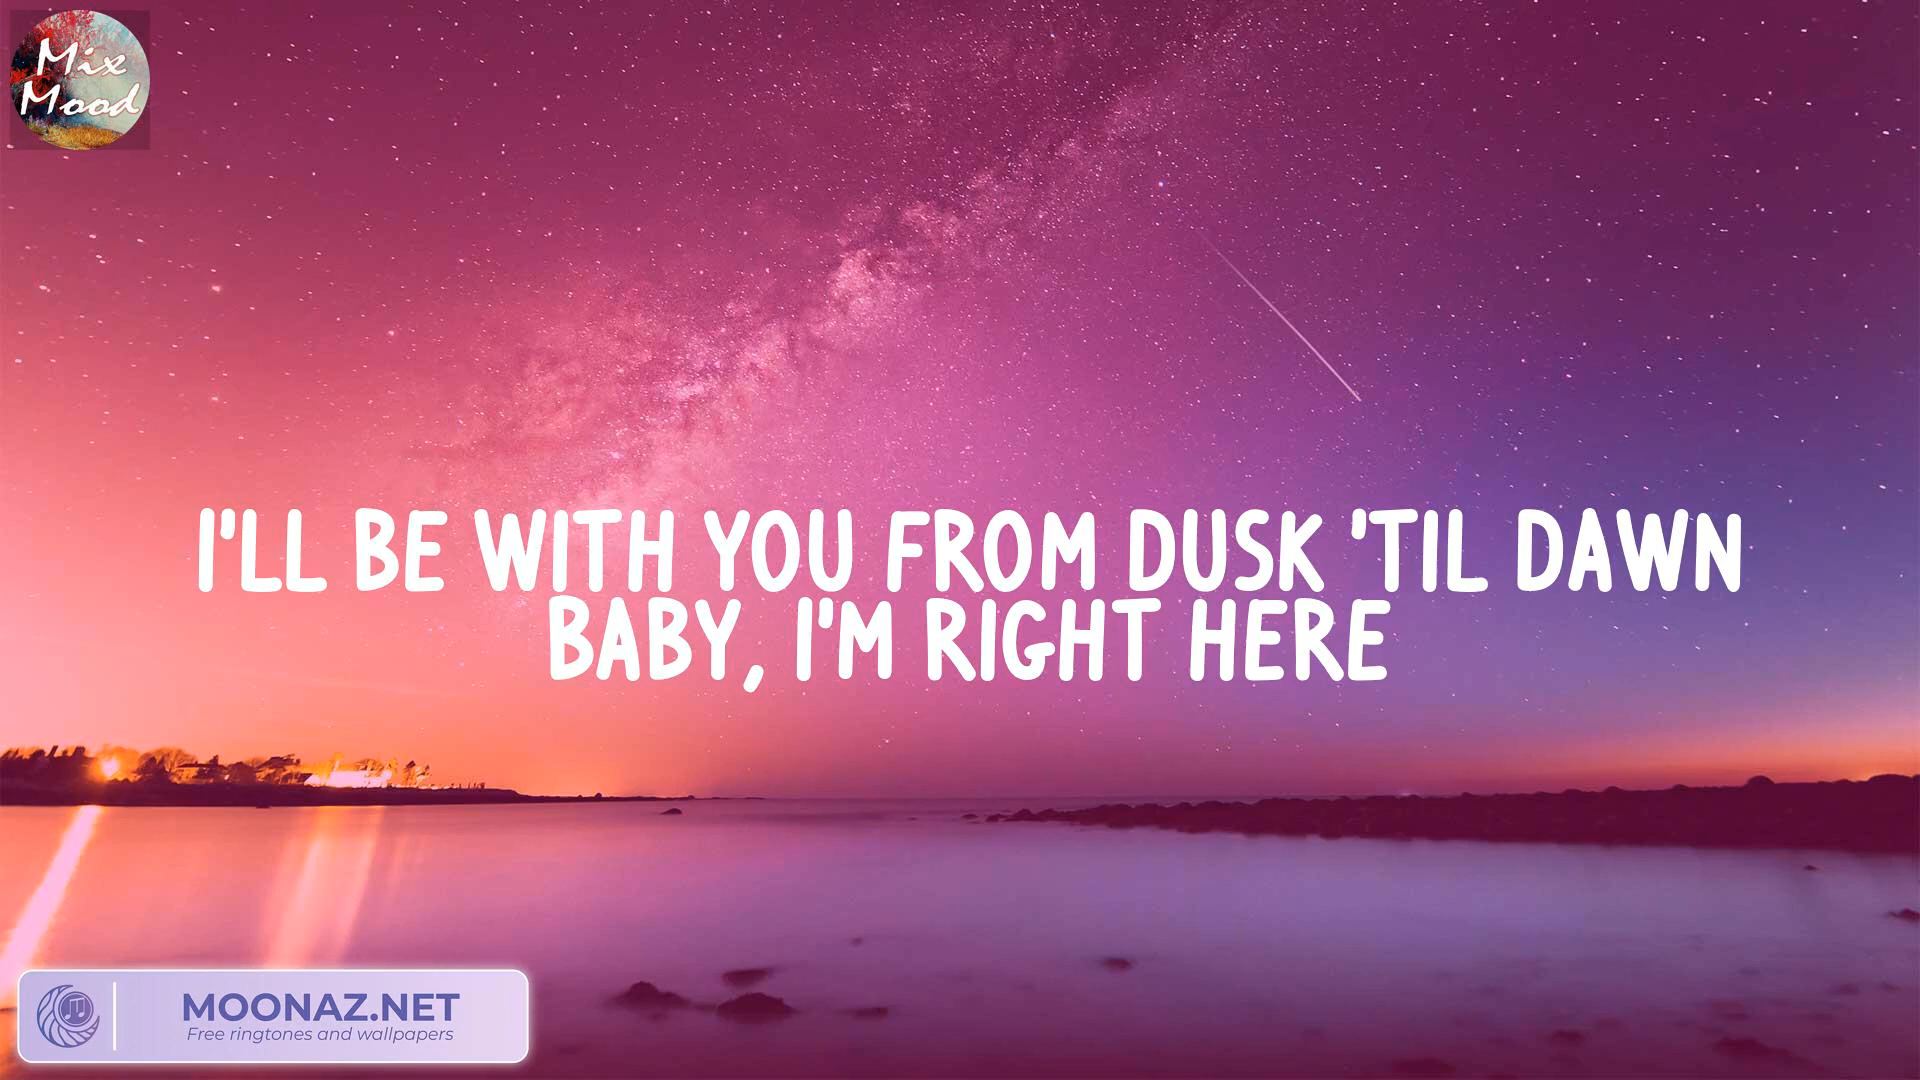 Mix
Mood
I'LL BE WITH YOU FROM DUSK 'TIL DAWN
BABY, I'M RIGHT HERE
MOONAZ.NET
Free ringtones and wallpapers